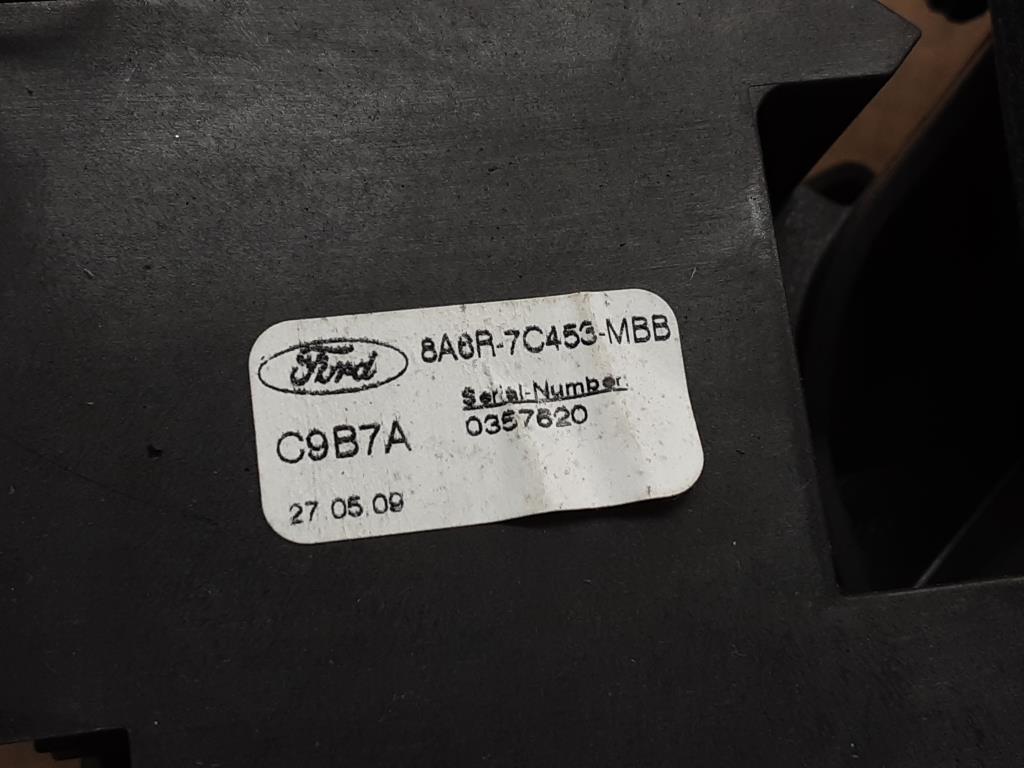 Ford
8A6R-7C453-MBB
Serial-Number
0357620
C9B7A
27.05.09